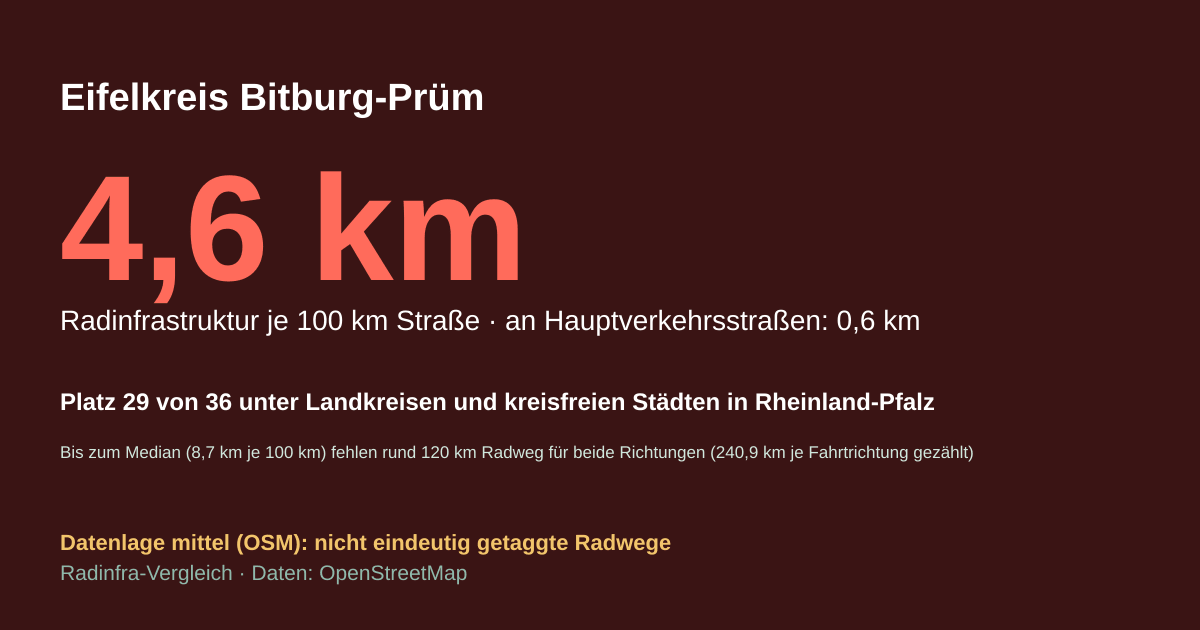 Eifelkreis Bitburg-Prüm
4,6 km
Radinfrastruktur je 100 km Straße · an Hauptverkehrsstraßen: 0,6 km
Platz 29 von 36 unter Landkreisen und kreisfreien Städten in Rheinland-Pfalz
Bis zum Median (8,7 km je 100 km) fehlen rund 120 km Radweg für beide Richtungen (240,9 km je Fahrtrichtung gezählt)
Datenlage mittel (OSM): nicht eindeutig getaggte Radwege
Radinfra-Vergleich · Daten: OpenStreetMap